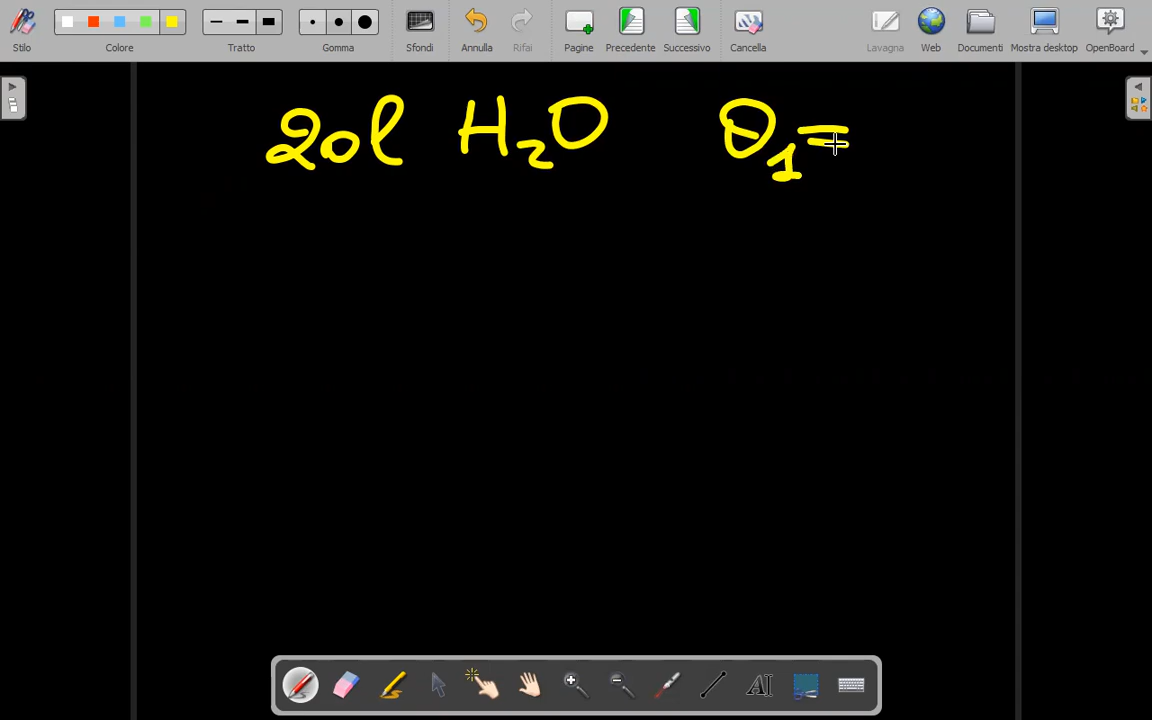 Stilo Colore Tratto Gomma Sfondi Annulla Rifai Pagine Precedente Successivo Cancella Lavagna Web Documenti Mostra desktop OpenBoard
20l H₂O θ₁=